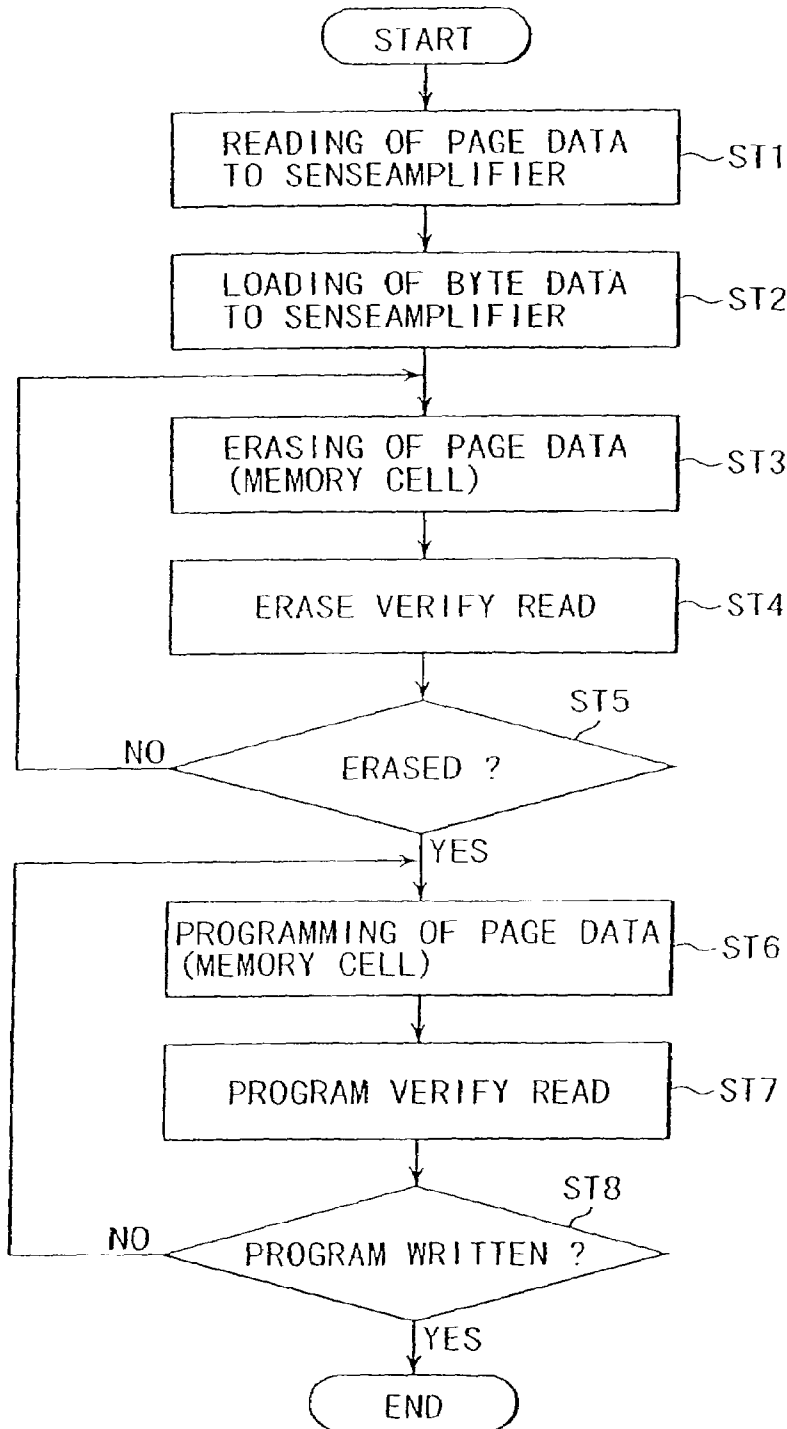 START
READING OF PAGE DATA
TO SENSEAMPLIFIER
ST1
LOADING OF BYTE DATA
TO SENSEAMPLIFIER
ST2
ERASING OF PAGE DATA
(MEMORY CELL)
ST3
ERASE VERIFY READ
ST4
ST5
NO
ERASED ?
YES
PROGRAMMING OF PAGE DATA
(MEMORY CELL)
ST6
PROGRAM VERIFY READ
ST7
ST8
NO
PROGRAM WRITTEN ?
YES
END